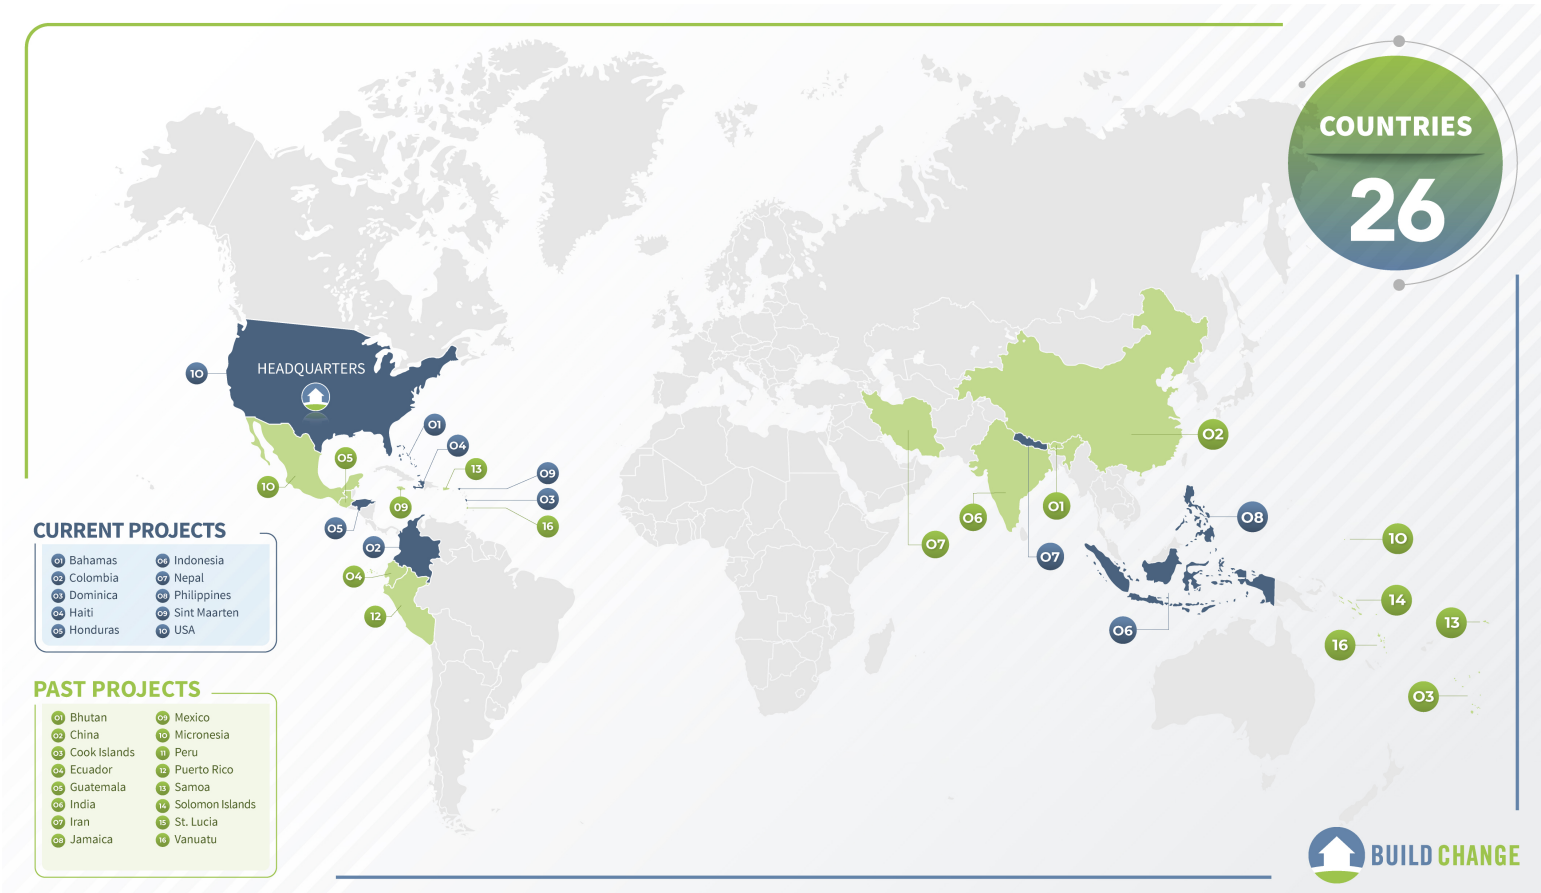 COUNTRIES
26
HEADQUARTERS
10
01
04
05
13
09
10
03
09
16
05
02
04
12
02
08
06
01
07
07
06
10
14
13
16
03
CURRENT PROJECTS
01 Bahamas
02 Colombia
03 Dominica
04 Haiti
05 Honduras
06 Indonesia
07 Nepal
08 Philippines
09 Sint Maarten
10 USA
PAST PROJECTS
01 Bhutan
02 China
03 Cook Islands
04 Ecuador
05 Guatemala
06 India
07 Iran
08 Jamaica
09 Mexico
10 Micronesia
11 Peru
12 Puerto Rico
13 Samoa
14 Solomon Islands
15 St. Lucia
16 Vanuatu
BUILD CHANGE